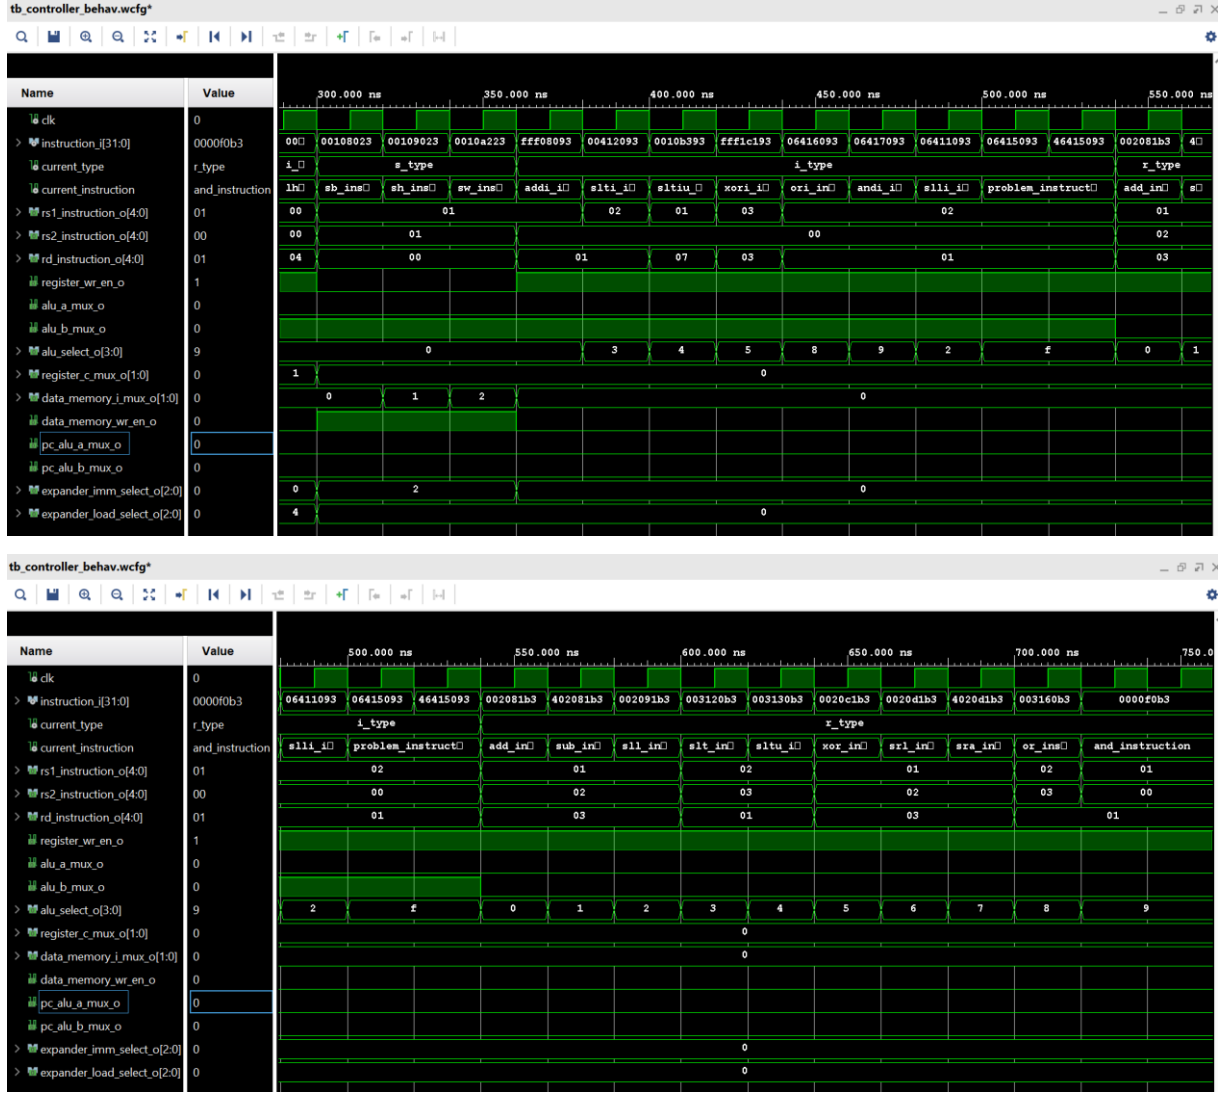 tb_controller_behav.wcfg*
Name Value 300.000 ns 350.000 ns 400.000 ns 450.000 ns 500.000 ns 550.000 ns
clk 0
instruction_i[31:0] 0000f0b3 00□ 00108023 00109023 0010a223 fff08093 00412093 0010b393 fff1c193 06416093 06417093 06411093 06415093 46415093 002081b3 4□
current_type r_type i_□ s_type i_type r_type
current_instruction and_instruction lh□ sb_ins□ sh_ins□ sw_ins□ addi_i□ slti_i□ sltiu_□ xori_i□ ori_in□ andi_i□ slli_i□ problem_instruct□ add_in□ s□
rs1_instruction_o[4:0] 01 00 01 02 01 03 02 01
rs2_instruction_o[4:0] 00 00 01 00 02
rd_instruction_o[4:0] 01 04 00 01 07 03 01 03
register_wr_en_o 1
alu_a_mux_o 0
alu_b_mux_o 0
alu_select_o[3:0] 9 0 3 4 5 8 9 2 f 0 1
register_c_mux_o[1:0] 0 1 0
data_memory_i_mux_o[1:0] 0 0 1 2 0
data_memory_wr_en_o 0
pc_alu_a_mux_o 0
pc_alu_b_mux_o 0
expander_imm_select_o[2:0] 0 0 2 0
expander_load_select_o[2:0] 0 4 0
tb_controller_behav.wcfg*
Name Value 500.000 ns 550.000 ns 600.000 ns 650.000 ns 700.000 ns 750.0
clk 0
instruction_i[31:0] 0000f0b3 06411093 06415093 46415093 002081b3 402081b3 002091b3 003120b3 003130b3 0020c1b3 0020d1b3 4020d1b3 003160b3 0000f0b3
current_type r_type i_type r_type
current_instruction and_instruction slli_i□ problem_instruct□ add_in□ sub_in□ sll_in□ slt_in□ sltu_i□ xor_in□ srl_in□ sra_in□ or_ins□ and_instruction
rs1_instruction_o[4:0] 01 02 01 02 01 02 01
rs2_instruction_o[4:0] 00 00 02 03 02 03 00
rd_instruction_o[4:0] 01 01 03 01 03 01
register_wr_en_o 1
alu_a_mux_o 0
alu_b_mux_o 0
alu_select_o[3:0] 9 2 f 0 1 2 3 4 5 6 7 8 9
register_c_mux_o[1:0] 0 0
data_memory_i_mux_o[1:0] 0 0
data_memory_wr_en_o 0
pc_alu_a_mux_o 0
pc_alu_b_mux_o 0
expander_imm_select_o[2:0] 0 0
expander_load_select_o[2:0] 0 0